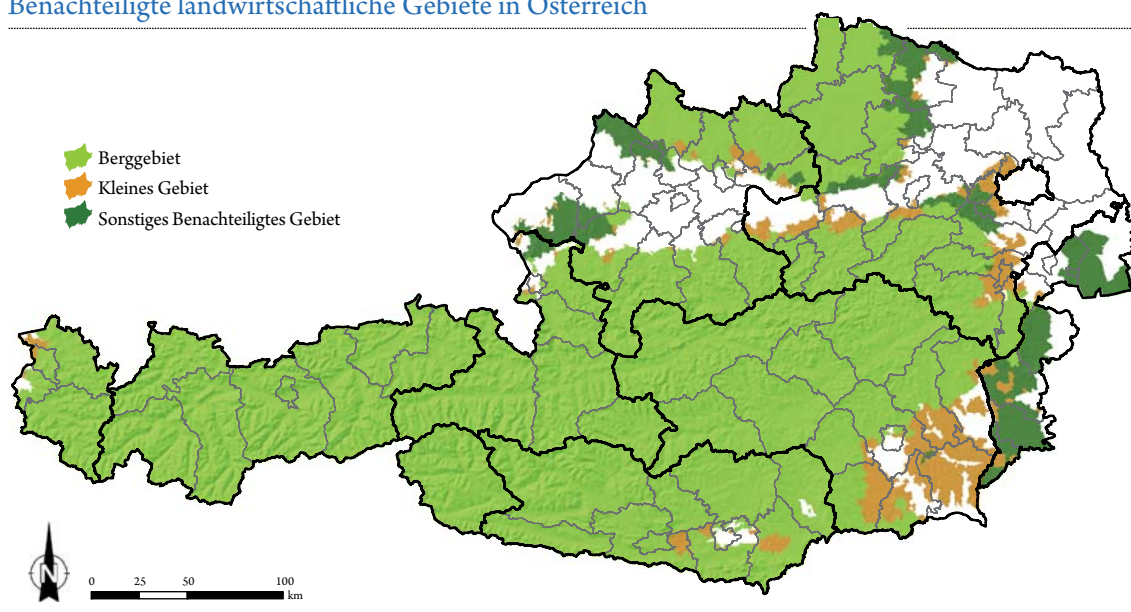 Benachteiligte landwirtschaftliche Gebiete in Österreich
Berggebiet
Kleines Gebiet
Sonstiges Benachteiligtes Gebiet
N
0 25 50 100
km